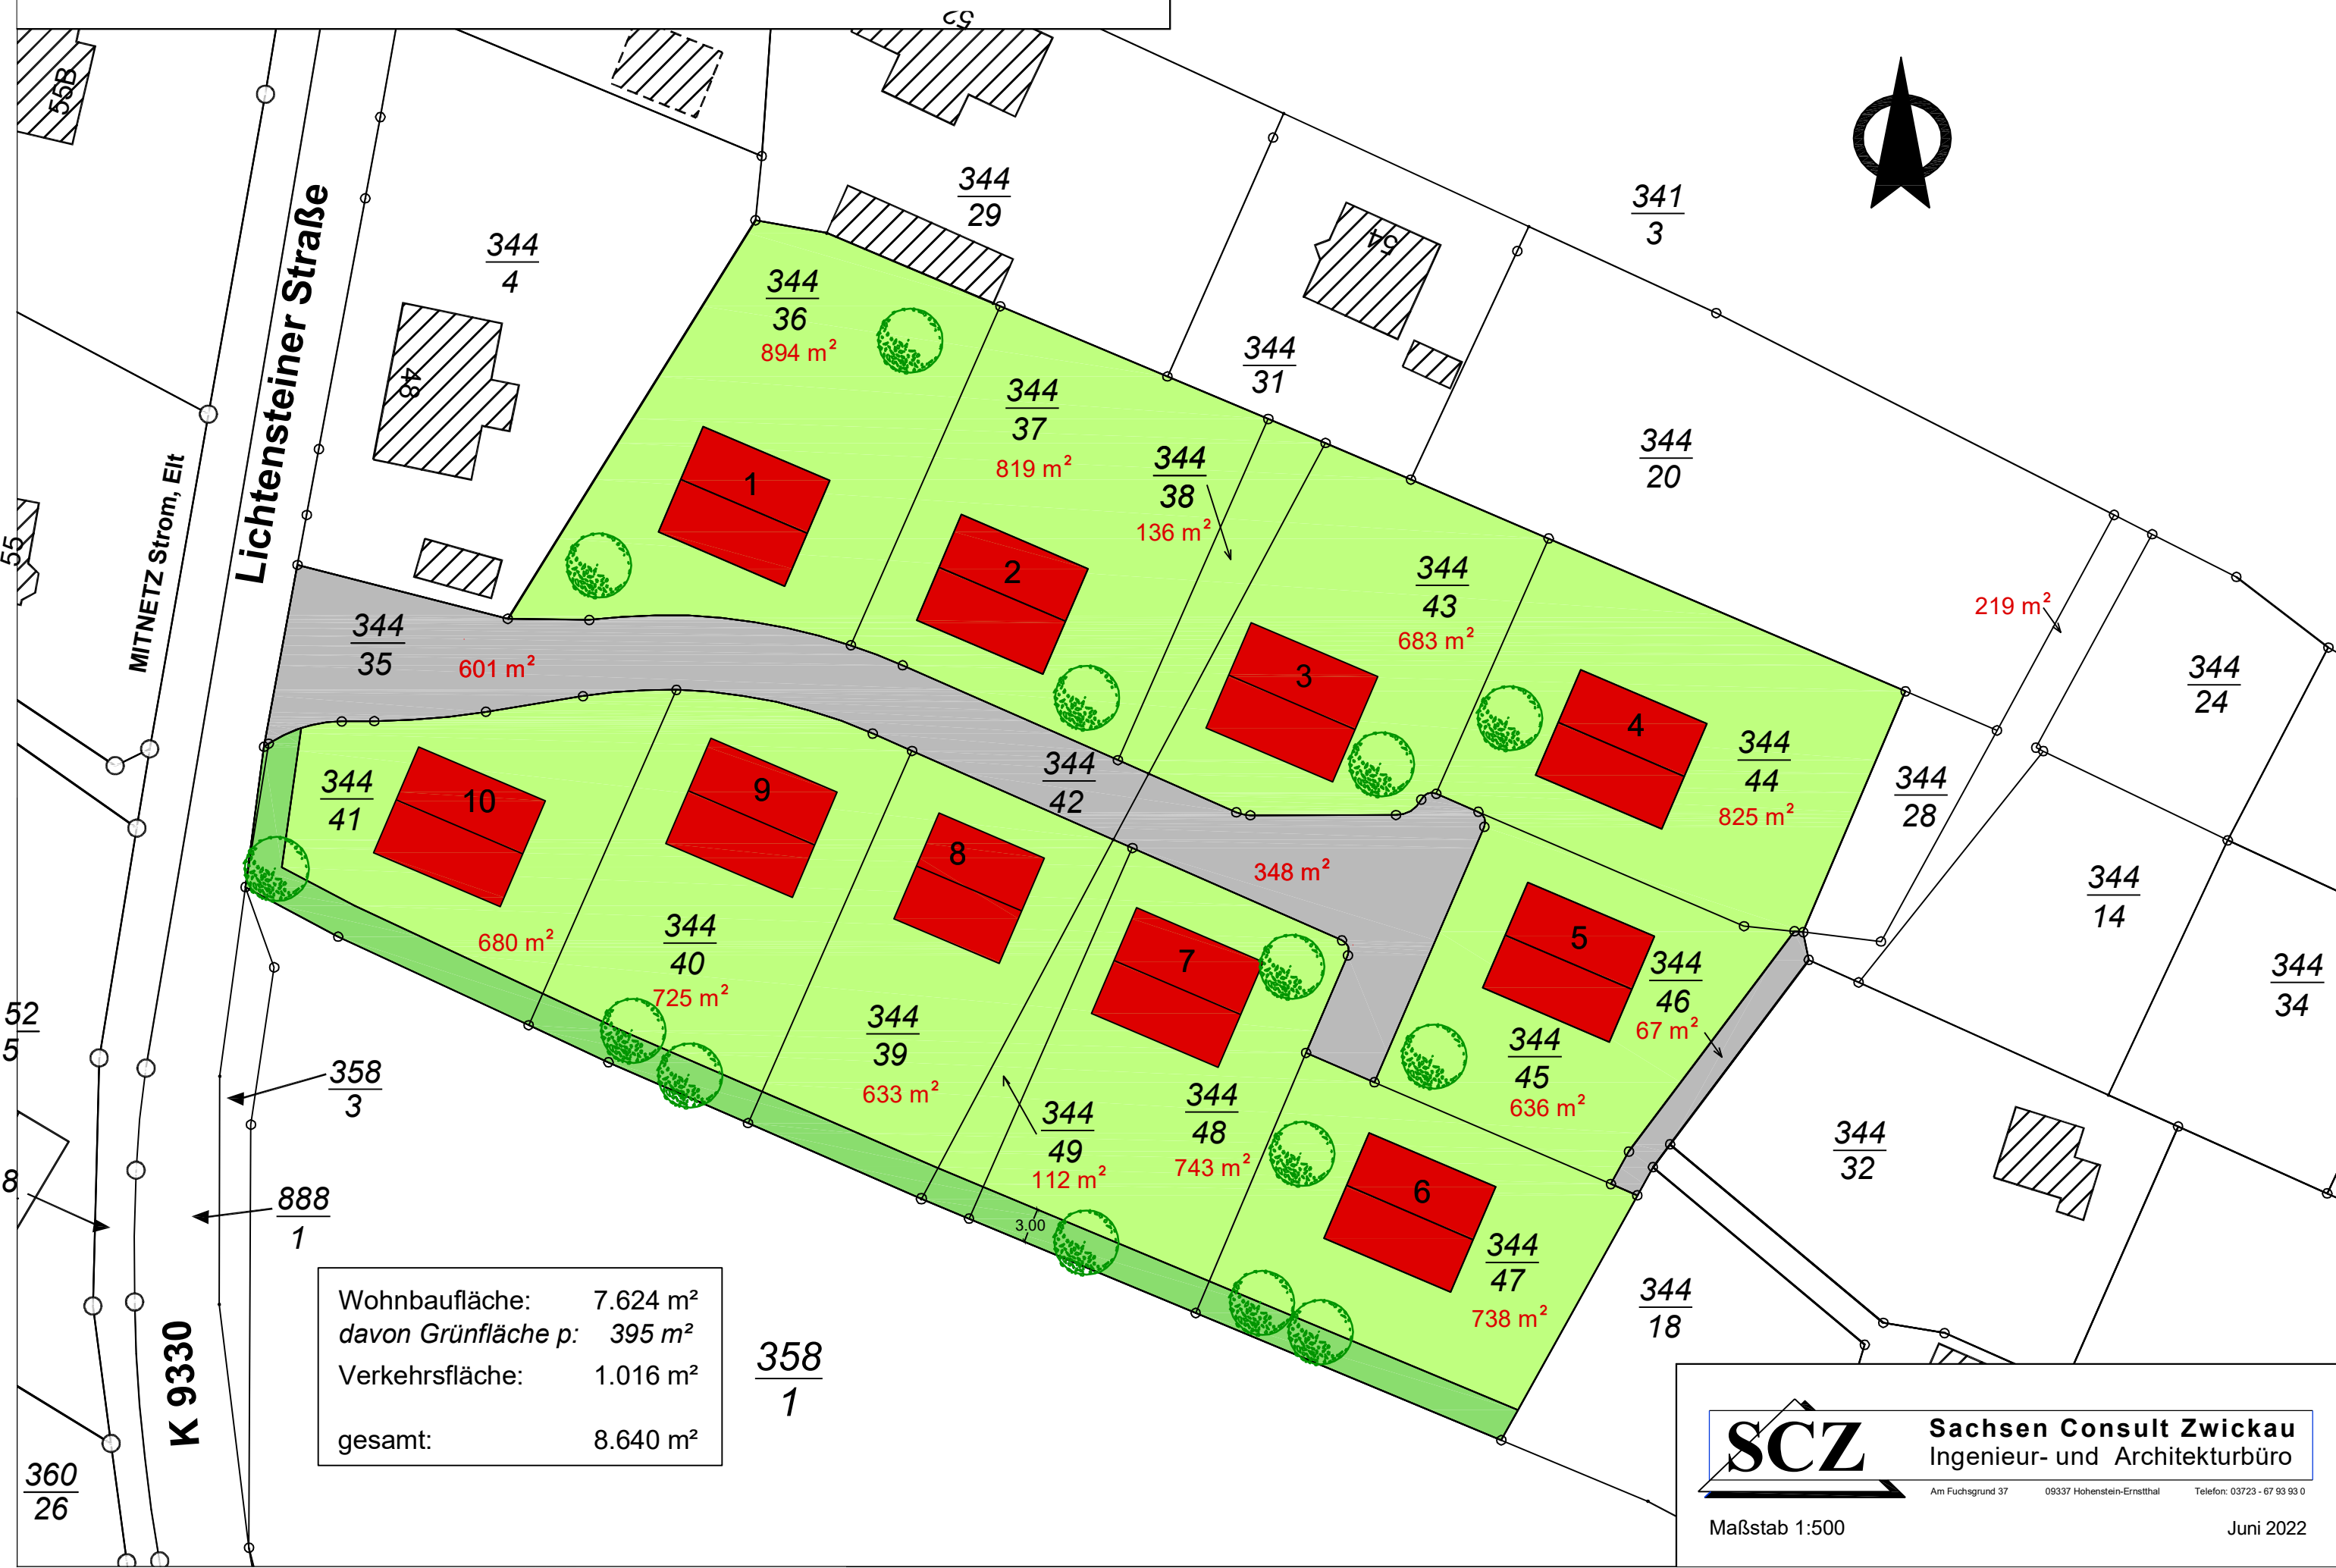 52
55B
344
29
341
3
344
4
Lichtensteiner Straße
54
344
36
894 m²
344
31
48
344
37
819 m²
344
38
136 m²
344
20
MITNETZ Strom, Elt
55
1
2
344
43
683 m²
219 m²
344
35
601 m²
3
4
344
24
344
44
825 m²
344
42
344
28
344
41
10
9
8
348 m²
344
14
5
344
46
67 m²
344
34
680 m²
344
40
725 m²
7
344
39
633 m²
344
45
636 m²
52
5
358
3
344
49
112 m²
344
48
743 m²
344
32
8
888
1
3.00
6
344
47
738 m²
344
18
K 9330
Wohnbaufläche: 7.624 m²
davon Grünfläche p: 395 m²
Verkehrsfläche: 1.016 m²
gesamt: 8.640 m²
358
1
360
26
SCZ
Sachsen Consult Zwickau
Ingenieur- und Architekturbüro
Am Fuchsgrund 37 09337 Hohenstein-Ernstthal Telefon: 03723 - 67 93 93 0
Maßstab 1:500 Juni 2022